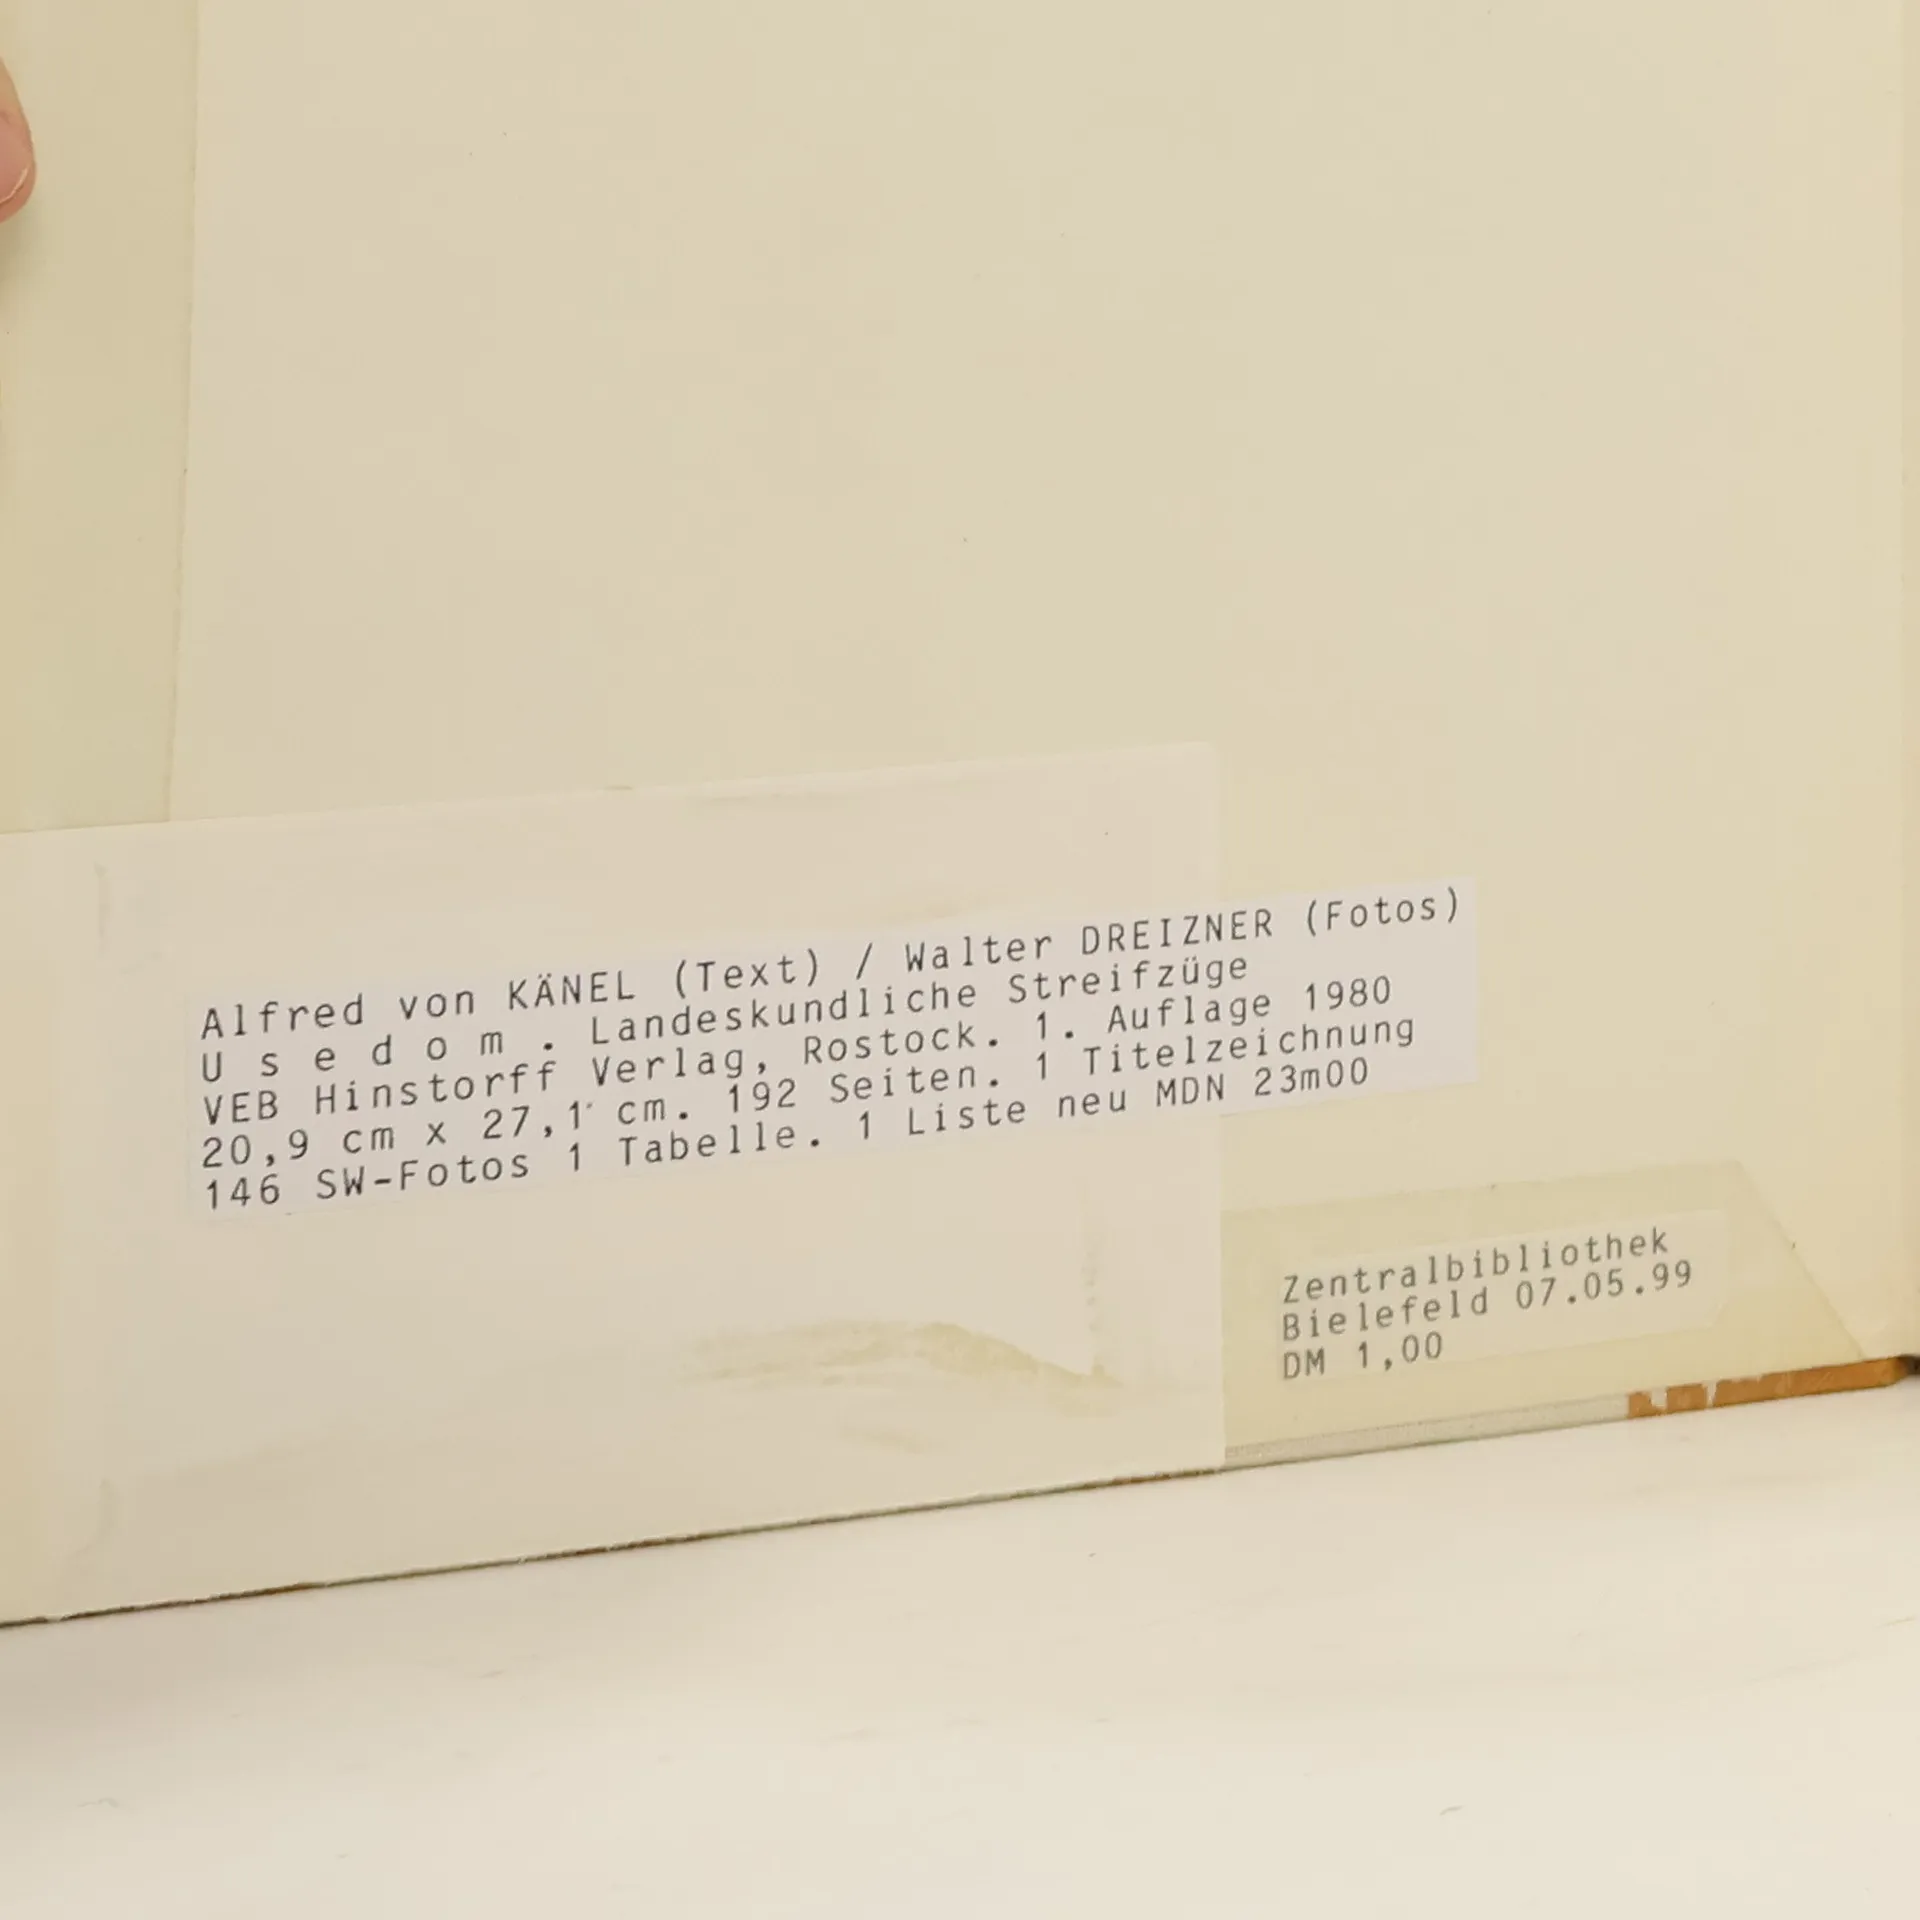 Alfred von KÄNEL (Text) / Walter DREIZNER (Fotos)
U s e d o m . Landeskundliche Streifzüge
VEB Hinstorff Verlag, Rostock. 1. Auflage 1980
20,9 cm x 27,1 cm. 192 Seiten. 1 Titelzeichnung
146 SW-Fotos 1 Tabelle. 1 Liste neu MDN 23m00
Zentralbibliothek
Bielefeld 07.05.99
DM 1,00